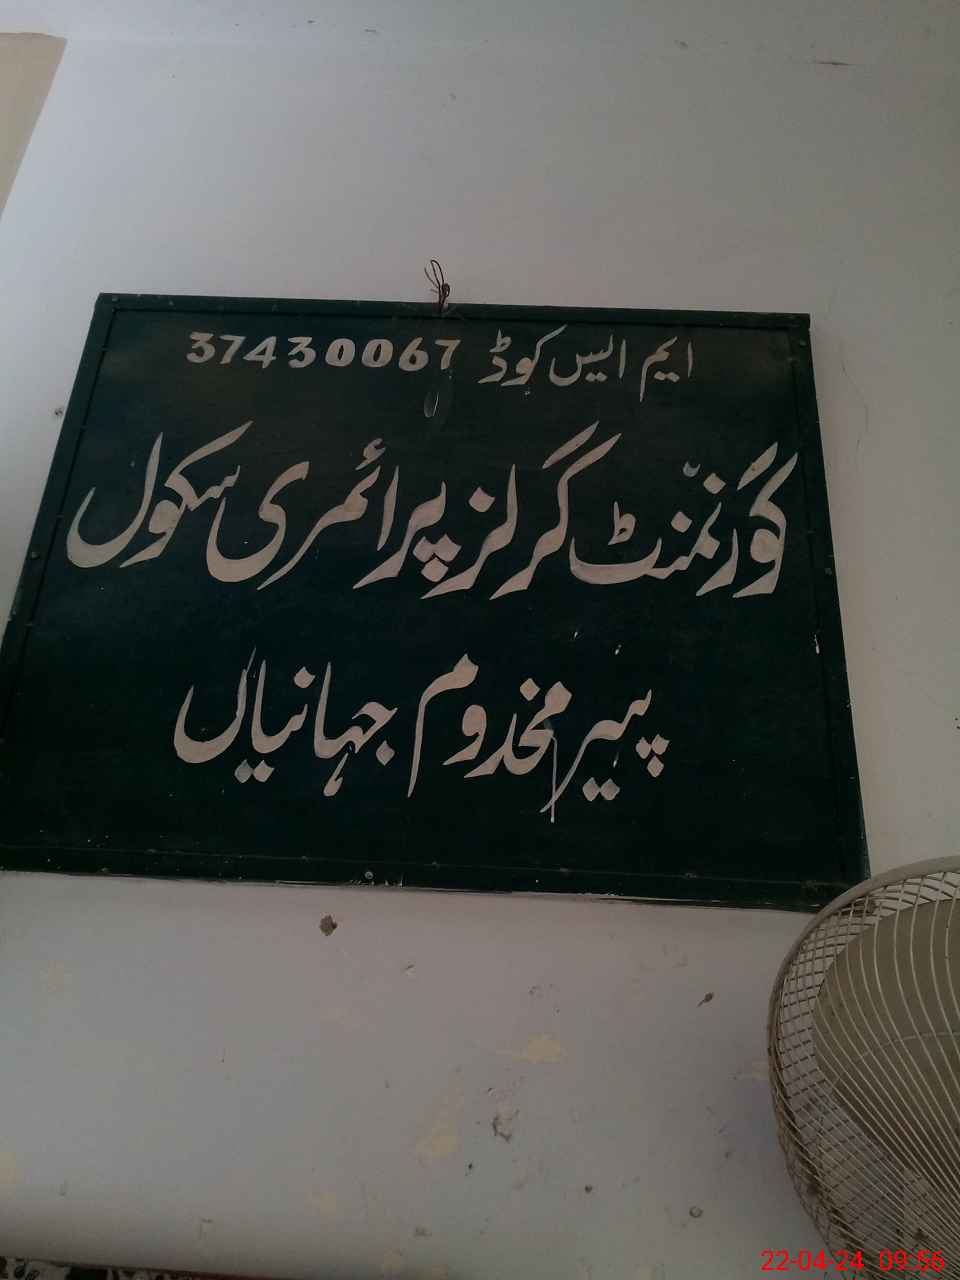 ایم ایس کوڈ 37430067
گورنمنٹ گرلز پرائمری سکول
پیر مخدوم جہانیاں
22-04-24 09:56